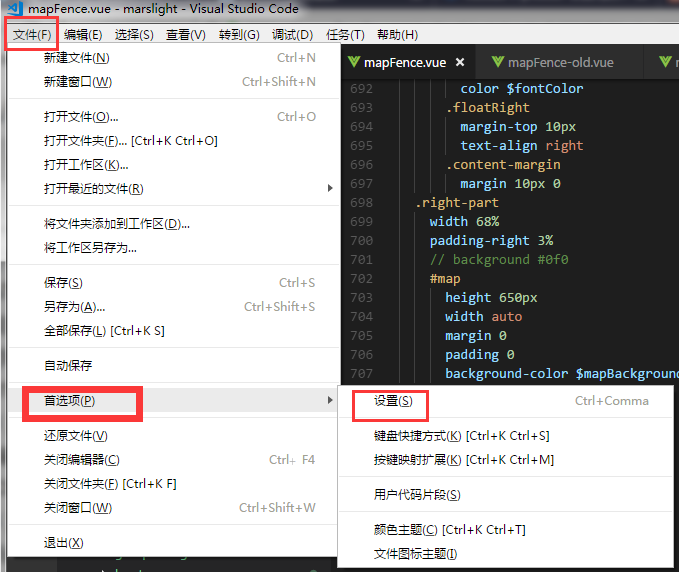 mapFence.vue - marslight - Visual Studio Code
文件(F) 编辑(E) 选择(S) 查看(V) 转到(G) 调试(D) 任务(T) 帮助(H)
新建文件(N) Ctrl+N
新建窗口(W) Ctrl+Shift+N
打开文件(O)... Ctrl+O
打开文件夹(F)... [Ctrl+K Ctrl+O]
打开工作区(K)...
打开最近的文件(R)
将文件夹添加到工作区(D)...
将工作区另存为...
保存(S) Ctrl+S
另存为(A)... Ctrl+Shift+S
全部保存(L) [Ctrl+K S]
自动保存
首选项(P)
还原文件(V)
关闭编辑器(C) Ctrl+ F4
关闭文件夹(F) [Ctrl+K F]
关闭窗口(W) Ctrl+Shift+W
退出(X)
mapFence.vue mapFence-old.vue
692 color $fontColor
693 .floatRight
694 margin-top 10px
695 text-align right
696 .content-margin
697 margin 10px 0
698 .right-part
699 width 68%
700 padding-right 3%
701 // background #0f0
702 #map
703 height 650px
704 width auto
705 margin 0
706 padding 0
707 background-color $mapBackground
设置(S) Ctrl+Comma
键盘快捷方式(K) [Ctrl+K Ctrl+S]
按键映射扩展(K) [Ctrl+K Ctrl+M]
用户代码片段(S)
颜色主题(C) [Ctrl+K Ctrl+T]
文件图标主题(I)